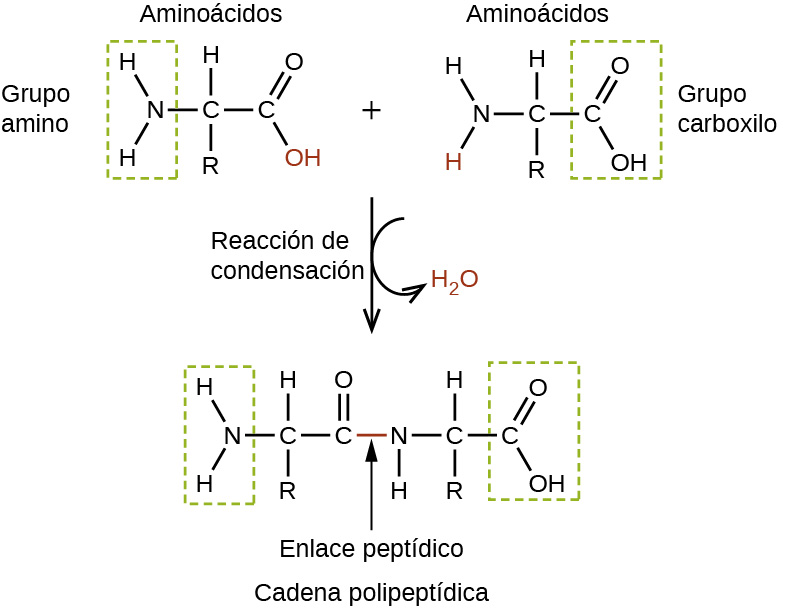 Aminoácidos
Aminoácidos
Grupo
amino
H
H
O
N
C
C
H
R
OH
+
H
H
O
N
C
C
H
R
OH
Grupo
carboxilo
Reacción de
condensación
H2O
H
H
O
H
O
N
C
C
N
C
C
H
R
H
R
OH
Enlace peptídico
Cadena polipeptídica